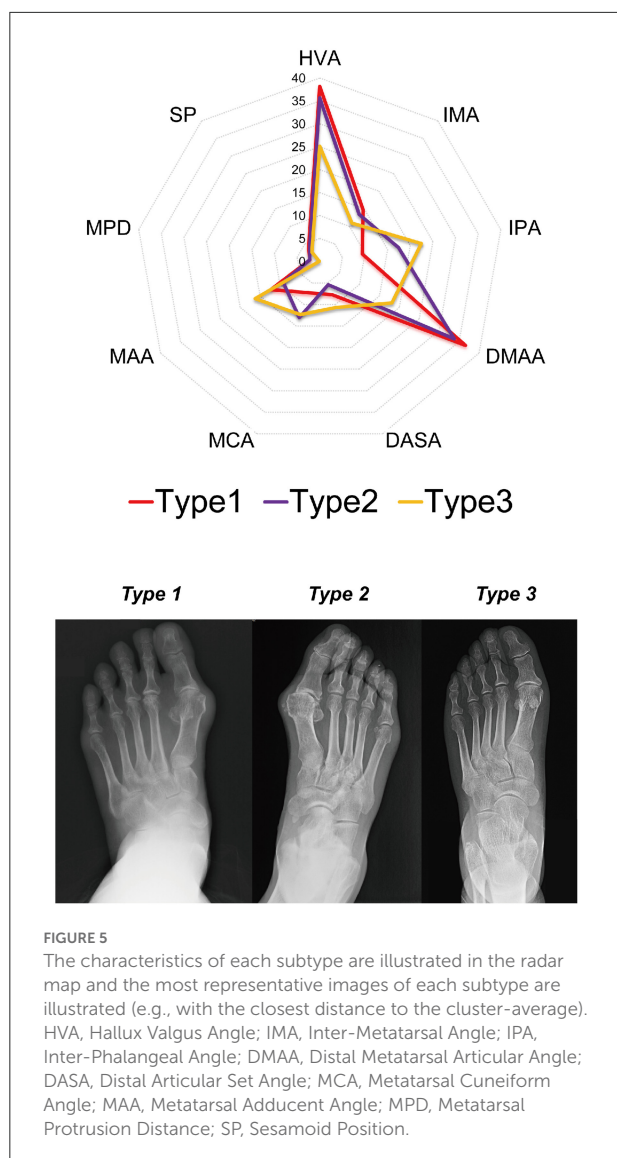 HVA
40
35
30
25
20
15
10
5
0
SP
IMA
MPD
IPA
MAA
DMAA
MCA
DASA
Type1 Type2 Type3
Type 1 Type 2 Type 3
FIGURE 5
The characteristics of each subtype are illustrated in the radar
map and the most representative images of each subtype are
illustrated (e.g., with the closest distance to the cluster-average).
HVA, Hallux Valgus Angle; IMA, Inter-Metatarsal Angle; IPA,
Inter-Phalangeal Angle; DMAA, Distal Metatarsal Articular Angle;
DASA, Distal Articular Set Angle; MCA, Metatarsal Cuneiform
Angle; MAA, Metatarsal Adducent Angle; MPD, Metatarsal
Protrusion Distance; SP, Sesamoid Position.